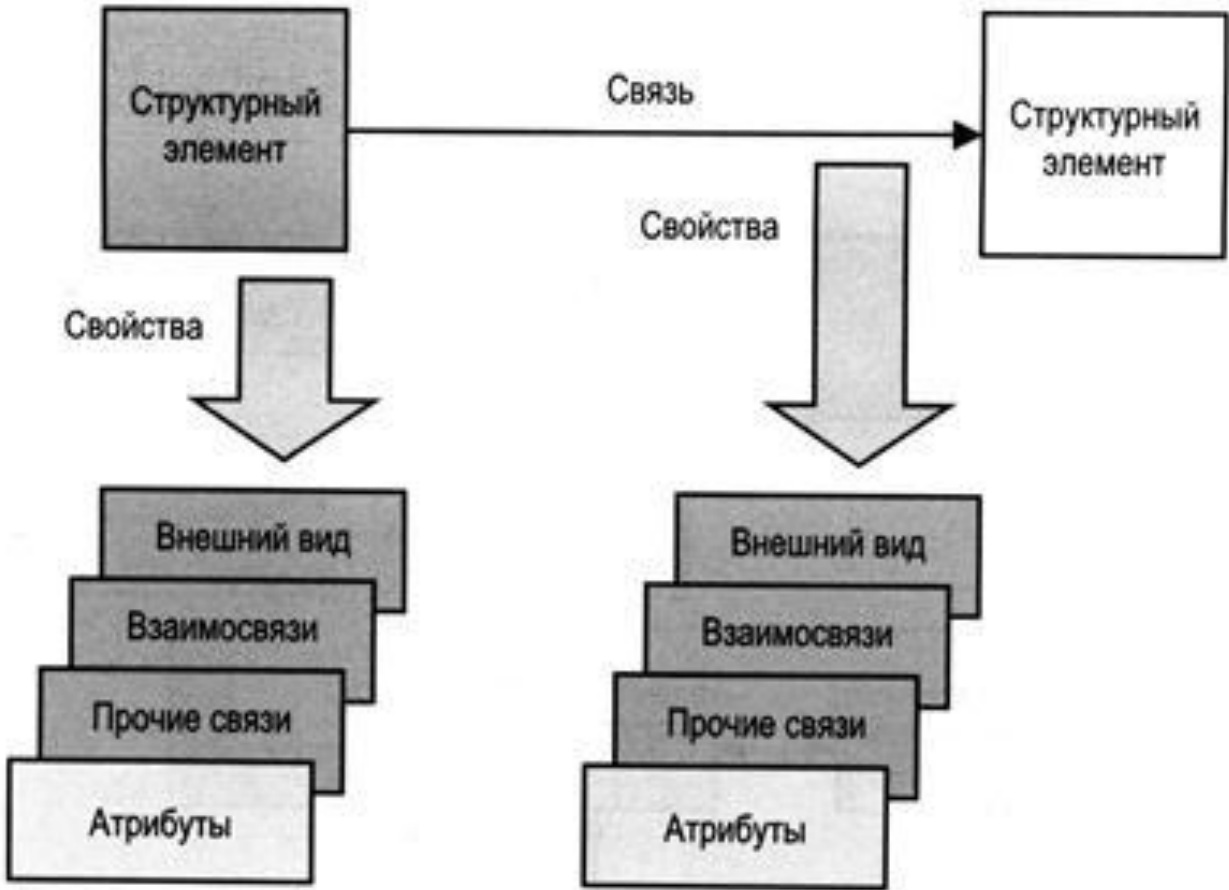 Структурный
элемент
Связь
Структурный
элемент
Свойства
Свойства
Внешний вид
Взаимосвязи
Прочие связи
Атрибуты
Внешний вид
Взаимосвязи
Прочие связи
Атрибуты